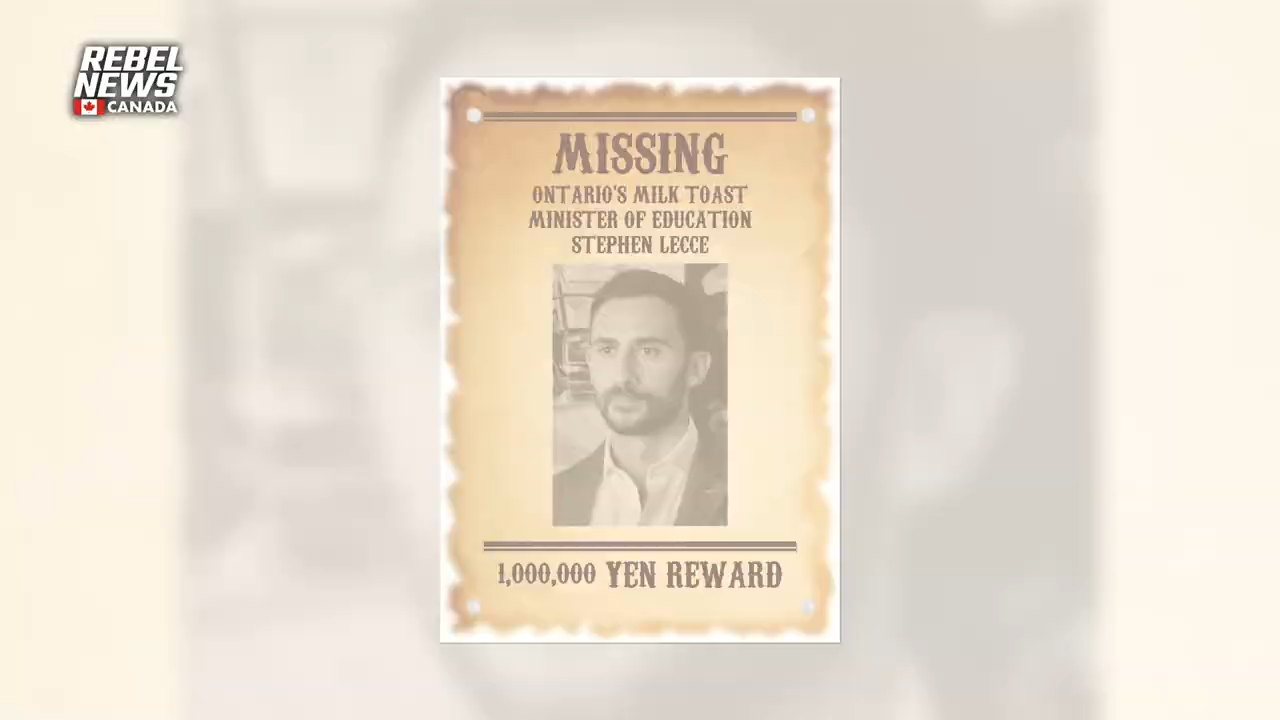 REBEL
NEWS
CANADA
MISSING
ONTARIO'S MILK TOAST
MINISTER OF EDUCATION
STEPHEN LECCE
1,000,000 YEN REWARD